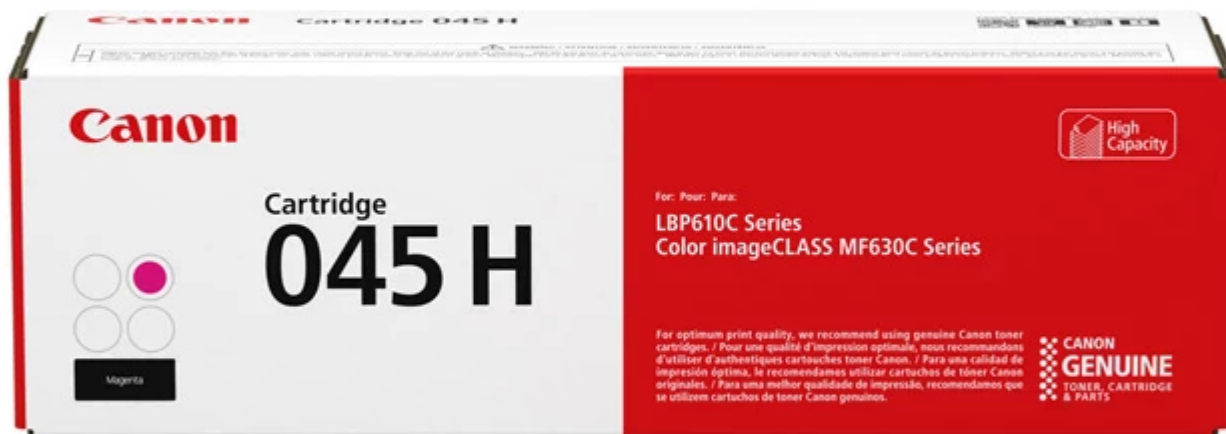 Canon Cartridge 045 H
Canon
Cartridge
045 H
Magenta
High
Capacity
For: Pour: Para:
LBP610C Series
Color imageCLASS MF630C Series
For optimum print quality, we recommend using genuine Canon toner
cartridges. / Pour une qualité d'impression optimale, nous recommandons
d'utiliser d'authentiques cartouches toner Canon. / Para una calidad de
impresión óptima, le recomendamos utilizar cartuchos de tóner Canon
originales. / Para uma melhor qualidade de impressão, recomendamos que
se utilizem cartuchos de toner Canon genuínos.
CANON
GENUINE
TONER, CARTRIDGE
& PARTS